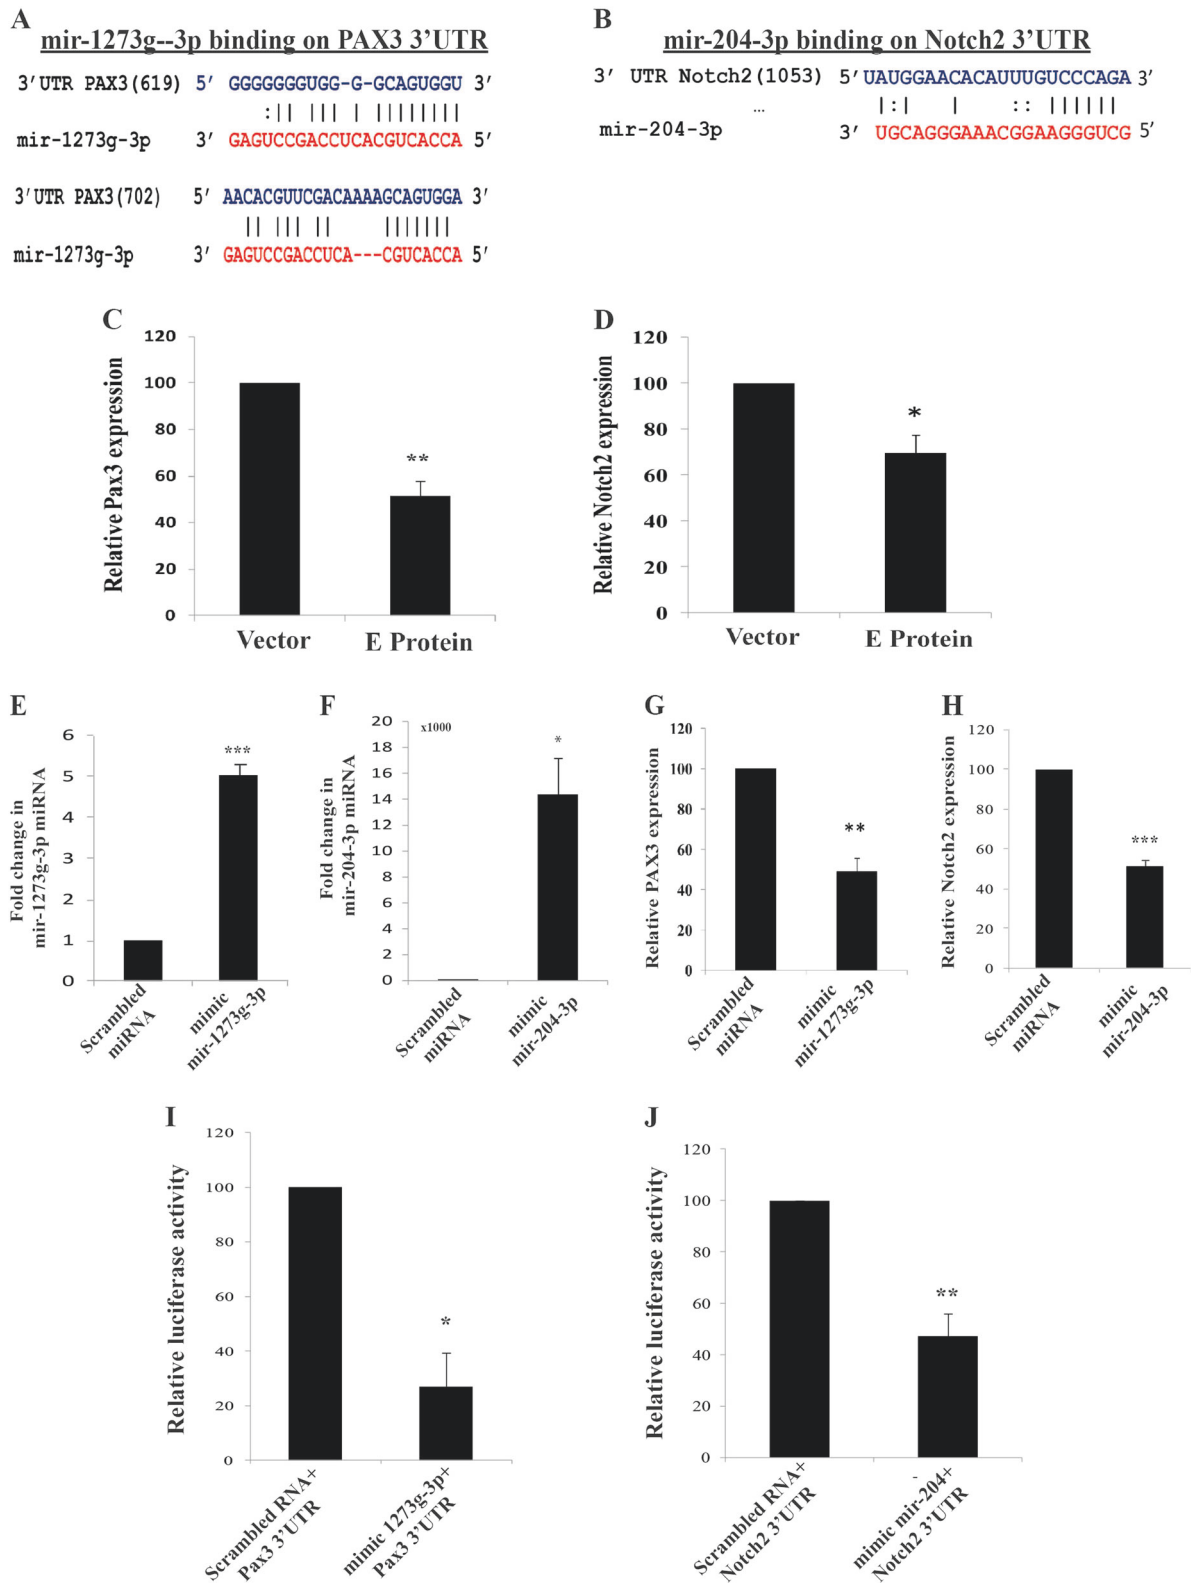 A
mir-1273g--3p binding on PAX3 3’UTR
3’UTR PAX3(619) 5’ GGGGGGGUGG-G-GCAGUGGU 3’
:|| ||| | ||||||||
mir-1273g-3p 3’ GAGUCCGACCUCACGUCACCA 5’
3’UTR PAX3(702) 5’ AACACGUUCGACAAAAGCAGUGGA 3’
|| ||| || |||||||
mir-1273g-3p 3’ GAGUCCGACCUCA---CGUCACCA 5’
B
mir-204-3p binding on Notch2 3’UTR
3’ UTR Notch2(1053) 5’UAUGGAACACAUUUGUCCCAGA 3’
... |:| | :: ||||||
mir-204-3p 3’ UGCAGGGAAACGGAAGGGUCG 5’
C
Relative Pax3 expression
120
100
80
60
40
20
0
**
Vector
E Protein
D
Relative Notch2 expression
120
100
80
60
40
20
0
*
Vector
E Protein
E
Fold change in
mir-1273g-3p miRNA
6
5
4
3
2
1
0
***
Scrambled
miRNA
mimic
mir-1273g-3p
F
Fold change in
mir-204-3p miRNA
20
18
16
14
12
10
8
6
4
2
0
x1000
*
Scrambled
miRNA
mimic
mir-204-3p
G
Relative PAX3 expression
120
100
80
60
40
20
0
**
Scrambled
miRNA
mimic
mir-1273g-3p
H
Relative Notch2 expression
120
100
80
60
40
20
0
***
Scrambled
miRNA
mimic
mir-204-3p
I
Relative luciferase activity
120
100
80
60
40
20
0
*
Scrambled RNA+
Pax3 3’UTR
mimic 1273g-3p+
Pax3 3’UTR
J
Relative luciferase activity
120
100
80
60
40
20
0
**
Scrambled RNA+
Notch2 3’UTR
-
mimic mir-204+
Notch2 3’UTR